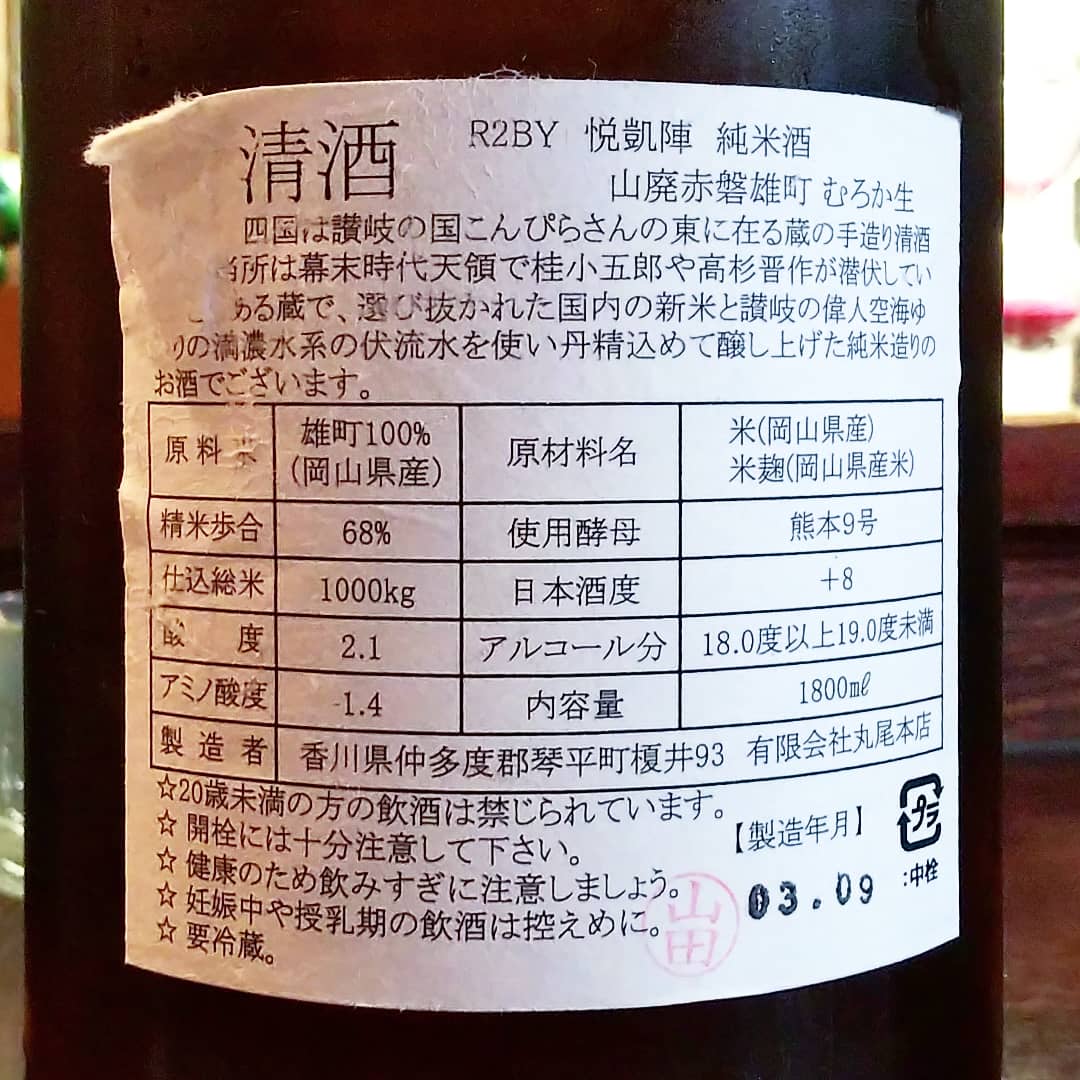 清酒
R2BY 悦凱陣 純米酒
山廃赤磐雄町 むろか生
四国は讃岐の国こんぴらさんの東に在る蔵の手造り清酒
当所は幕末時代天領で桂小五郎や高杉晋作が潜伏してい
ある蔵で、選び抜かれた国内の新米と讃岐の偉人空海ゆ
りの満濃水系の伏流水を使い丹精込めて醸し上げた純米造りの
お酒でございます。
原料米 雄町100% (岡山県産) 原材料名 米(岡山県産) 米麹(岡山県産米)
精米歩合 68% 使用酵母 熊本9号
仕込総米 1000kg 日本酒度 +8
酸 度 2.1 アルコール分 18.0度以上19.0度未満
アミノ酸度 1.4 内容量 1800mℓ
製造者 香川県仲多度郡琴平町榎井93 有限会社丸尾本店
☆20歳未満の方の飲酒は禁じられています。
☆ 開栓には十分注意して下さい。
☆ 健康のため飲みすぎに注意しましょう。
☆ 妊娠中や授乳期の飲酒は控えめに。
☆ 要冷蔵。
【製造年月】
03.09
山田
プラ
:中栓